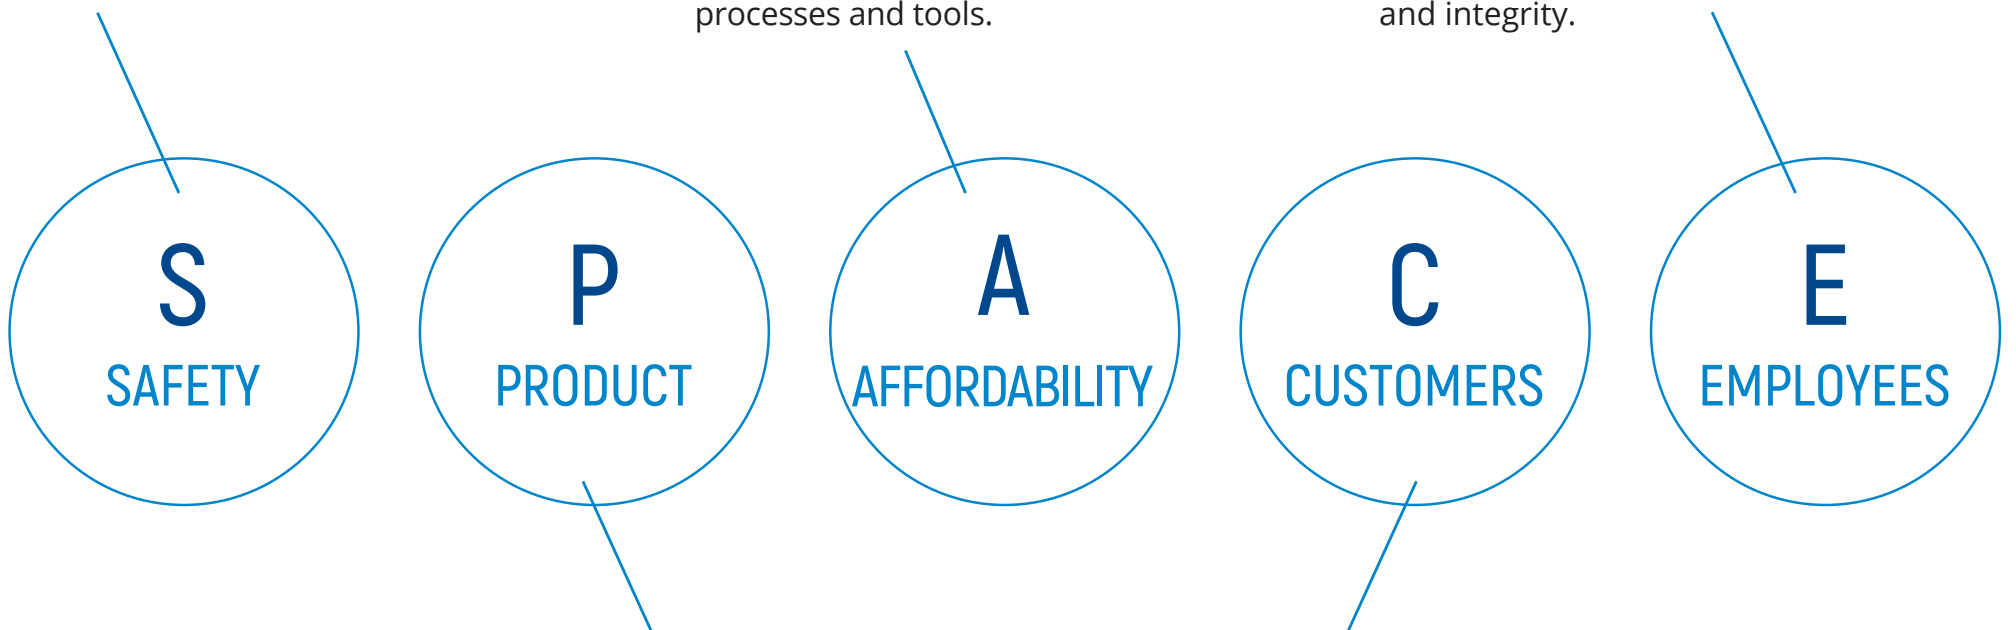 processes and tools.
and integrity.
S
SAFETY
P
PRODUCT
A
AFFORDABILITY
C
CUSTOMERS
E
EMPLOYEES